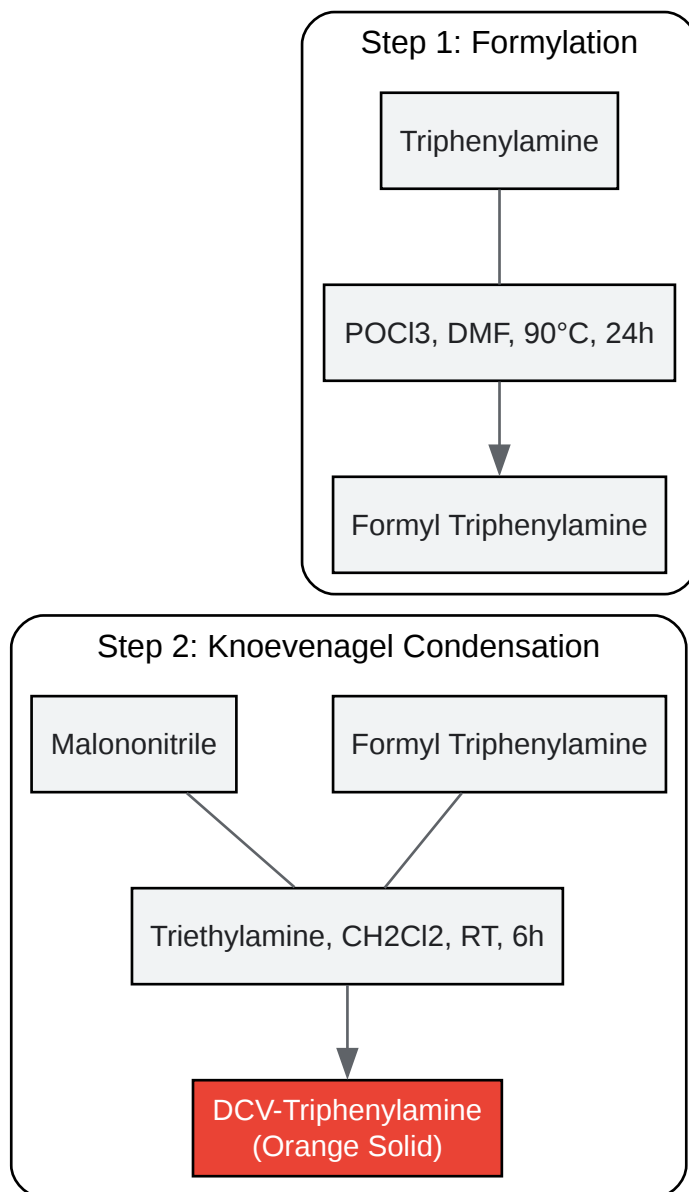 Step 1: Formylation
Triphenylamine
POCl3, DMF, 90°C, 24h
Formyl Triphenylamine
Step 2: Knoevenagel Condensation
Malononitrile
Formyl Triphenylamine
Triethylamine, CH2Cl2, RT, 6h
DCV-Triphenylamine
(Orange Solid)